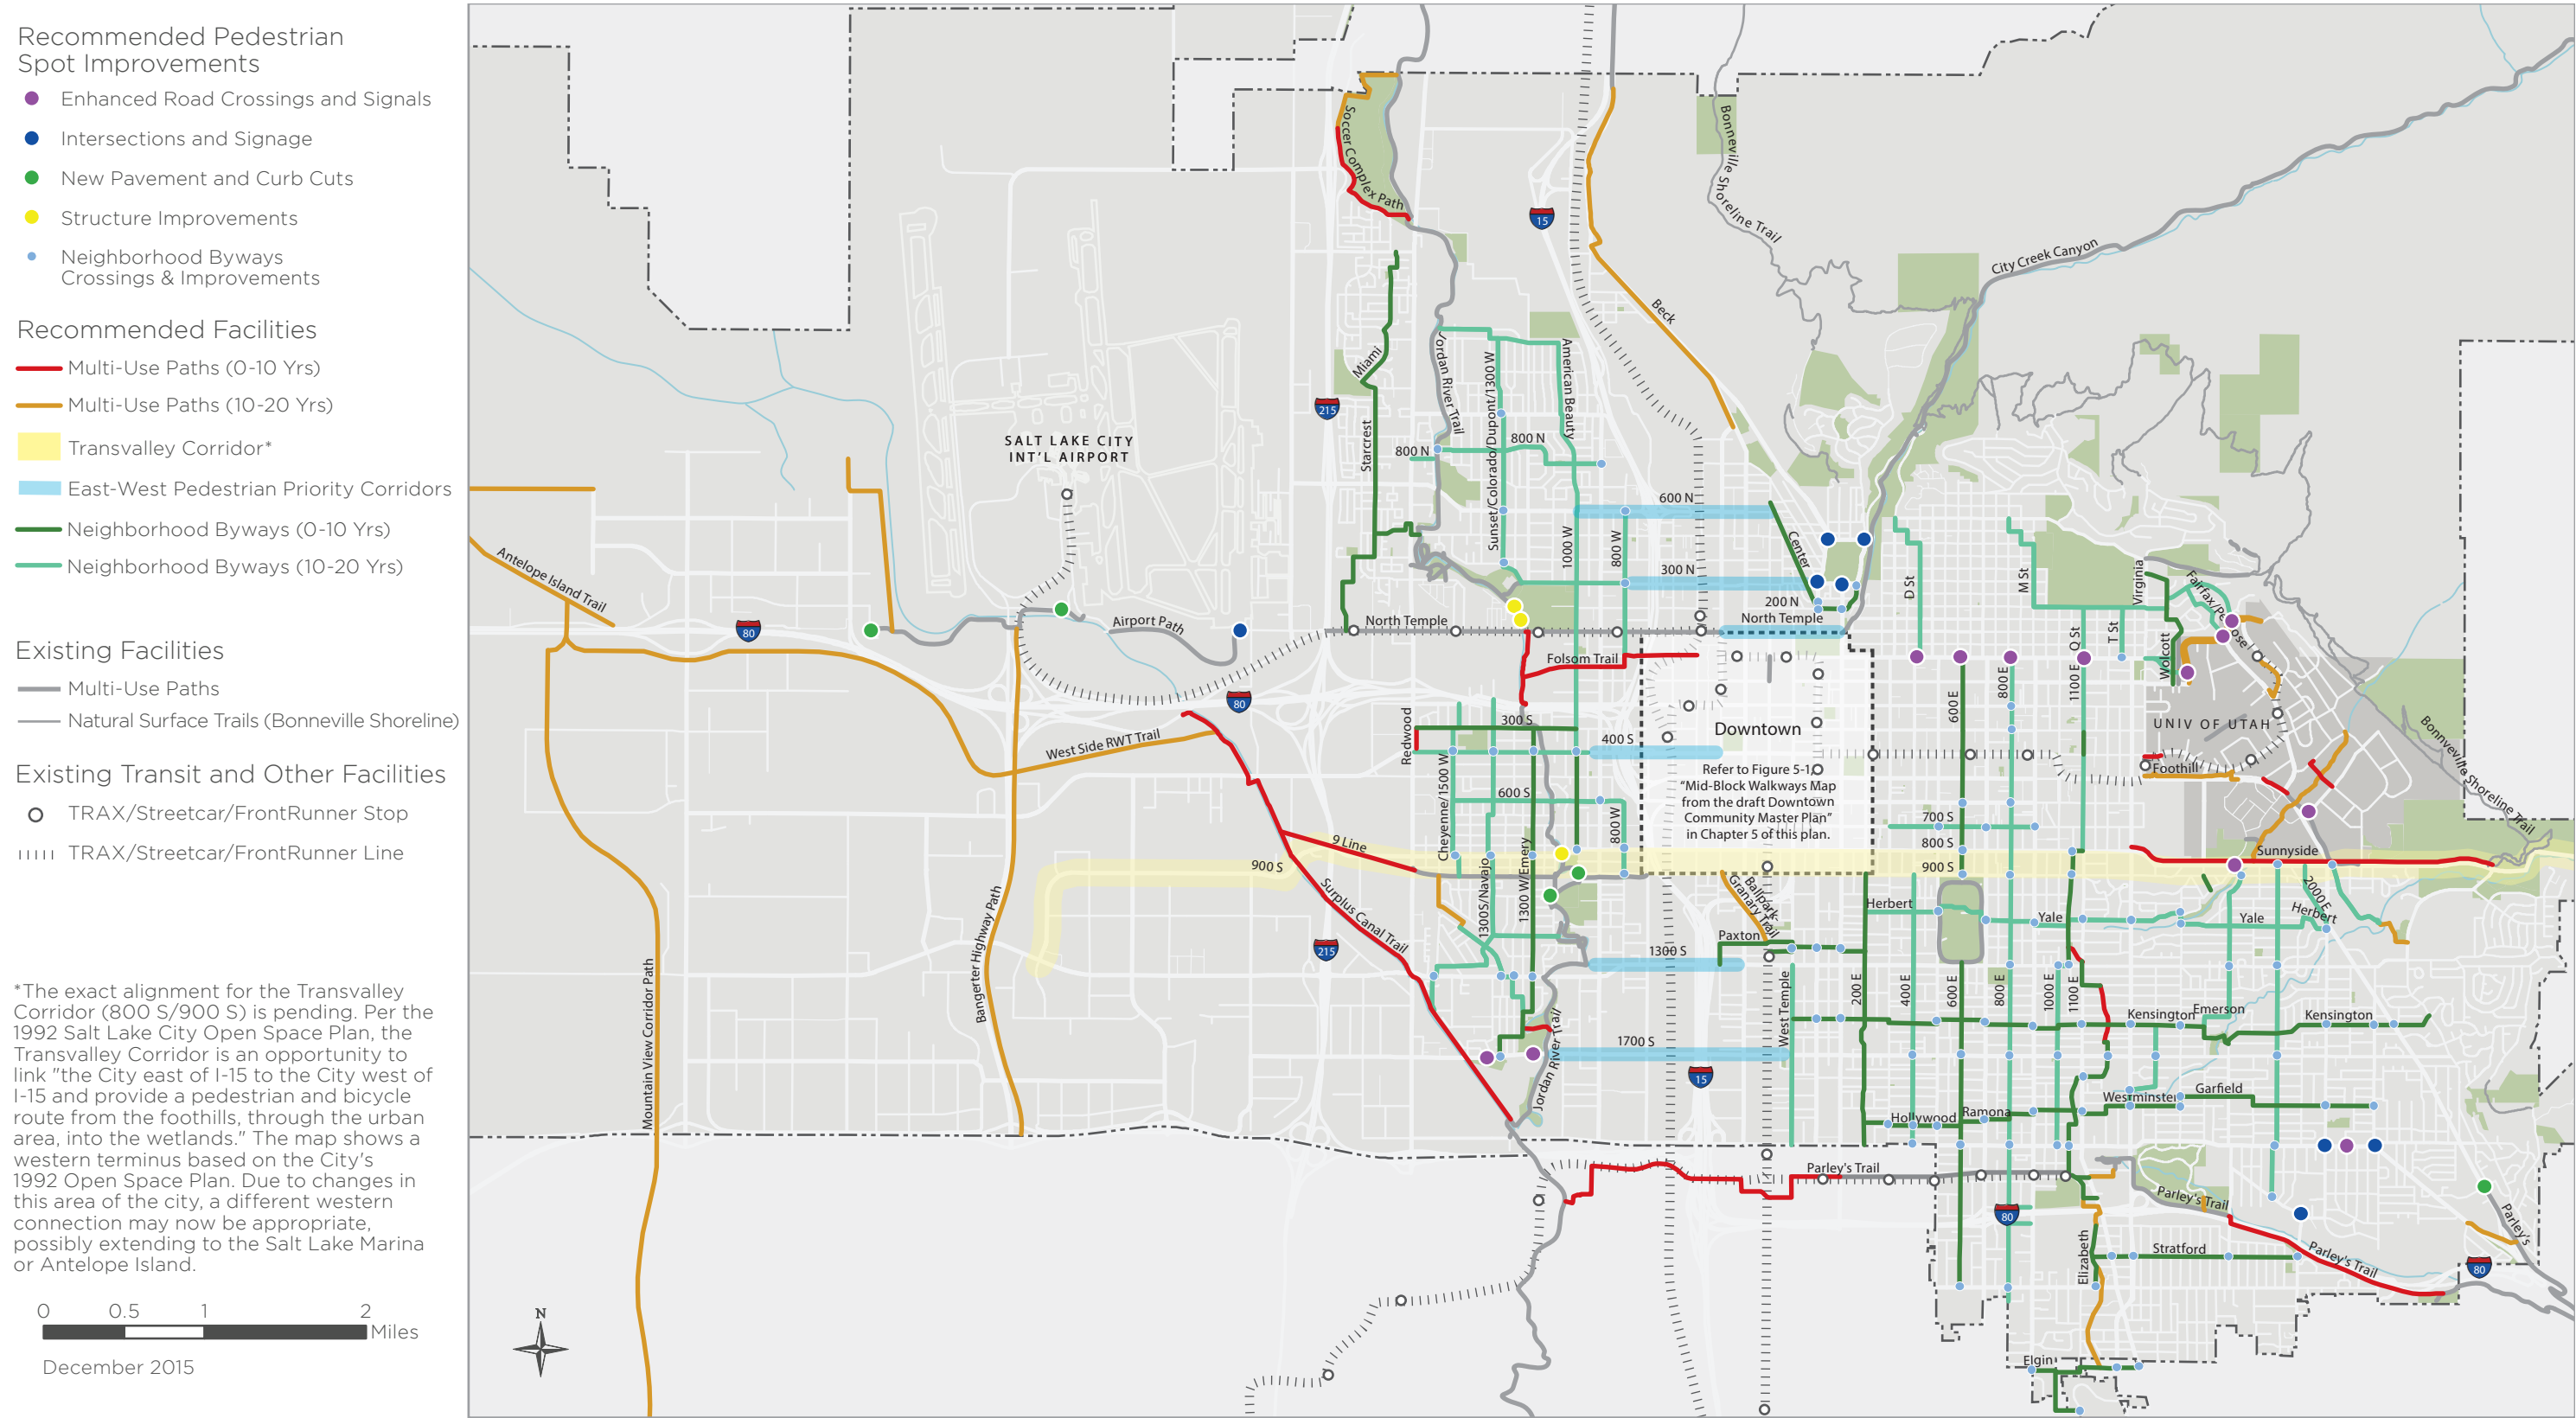 Recommended Pedestrian
Spot Improvements
Enhanced Road Crossings and Signals
Intersections and Signage
New Pavement and Curb Cuts
Structure Improvements
Neighborhood Byways
Crossings & Improvements
Recommended Facilities
Multi-Use Paths (0-10 Yrs)
Multi-Use Paths (10-20 Yrs)
Transvalley Corridor*
East-West Pedestrian Priority Corridors
Neighborhood Byways (0-10 Yrs)
Neighborhood Byways (10-20 Yrs)
Existing Facilities
Multi-Use Paths
Natural Surface Trails (Bonneville Shoreline)
Existing Transit and Other Facilities
TRAX/Streetcar/FrontRunner Stop
TRAX/Streetcar/FrontRunner Line
*The exact alignment for the Transvalley
Corridor (800 S/900 S) is pending. Per the
1992 Salt Lake City Open Space Plan, the
Transvalley Corridor is an opportunity to
link "the City east of I-15 to the City west of
I-15 and provide a pedestrian and bicycle
route from the foothills, through the urban
area, into the wetlands." The map shows a
western terminus based on the City's
1992 Open Space Plan. Due to changes in
this area of the city, a different western
connection may now be appropriate,
possibly extending to the Salt Lake Marina
or Antelope Island.
0 0.5 1 2
Miles
December 2015
N
Soccer Complex Path
Bonneville Shoreline Trail
City Creek Canyon
15
Beck
Miami
Jordan River Trail
Sunset/Colorado/Dupont/1300 W
American Beauty
215
SALT LAKE CITY
INT'L AIRPORT
Starcrest
800 N
800 N
600 N
1000 W
800 W
Center
300 N
200 N
North Temple
North Temple
Antelope Island Trail
80
Airport Path
Folsom Trail
D St
M St
Virginia
Q St
T St
Wolcott
80
West Side RWT Trail
Redwood
300 S
400 S
Downtown
Refer to Figure 5-1,
"Mid-Block Walkways Map
from the draft Downtown
Community Master Plan"
in Chapter 5 of this plan.
600 E
800 E
1100 E
UNIV OF UTAH
Foothill
Bonnveville Shoreline Trail
Cheyenne/1500 W
600 S
800 W
700 S
800 S
900 S
Sunnyside
9 Line
900 S
1300S/Navajo
1300 W/Emery
Surplus Canal Trail
Bangerter Highway Path
Mountain View Corridor Path
215
Ballpark
Granary Trail
Paxton
1300 S
Herbert
Yale
Yale
2000 E
Herbert
West Temple
200 E
400 E
600 E
800 E
1000 E
1100 E
Kensington
Emerson
Kensington
1700 S
15
Jordan River Trail
Hollywood
Ramona
Westminster
Garfield
Parley's Trail
Parley's Trail
80
Elizabeth
Stratford
Parley's Trail
Parley's
80
Elgin